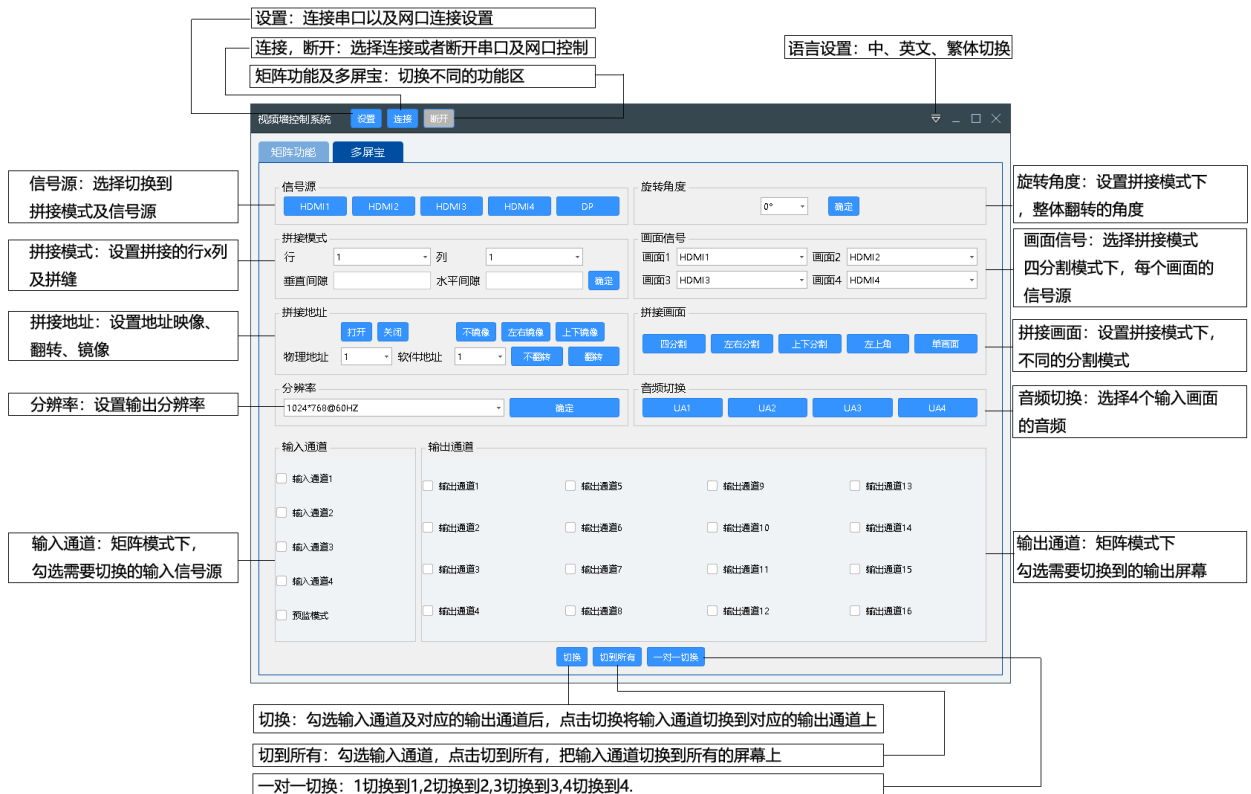 设置：连接串口以及网口连接设置
连接，断开：选择连接或者断开串口及网口控制
矩阵功能及多屏宝：切换不同的功能区
语言设置：中、英文、繁体切换
视频墙控制系统 设置 连接 断开
矩阵功能 多屏宝
信号源：选择切换到
拼接模式及信号源
拼接模式：设置拼接的行x列
及拼缝
拼接地址：设置地址映像、
翻转、镜像
分辨率：设置输出分辨率
输入通道：矩阵模式下，
勾选需要切换的输入信号源
信号源
HDMI1 HDMI2 HDMI3 HDMI4 DP
旋转角度
0° 确定
拼接模式
行 1 列 1
垂直间隙 水平间隙 确定
画面信号
画面1 HDMI1 画面2 HDMI2
画面3 HDMI3 画面4 HDMI4
拼接地址
打开 关闭 不镜像 左右镜像 上下镜像
物理地址 1 软件地址 1 不翻转 翻转
拼接画面
四分割 左右分割 上下分割 左上角 单画面
分辨率
1024*768@60HZ 确定
音频切换
UA1 UA2 UA3 UA4
输入通道
输入通道1
输入通道2
输入通道3
输入通道4
预监模式
输出通道
输出通道1 输出通道5 输出通道9 输出通道13
输出通道2 输出通道6 输出通道10 输出通道14
输出通道3 输出通道7 输出通道11 输出通道15
输出通道4 输出通道8 输出通道12 输出通道16
切换 切到所有 一对一切换
旋转角度：设置拼接模式下
，整体翻转的角度
画面信号：选择拼接模式
四分割模式下，每个画面的
信号源
拼接画面：设置拼接模式下，
不同的分割模式
音频切换：选择4个输入画面
的音频
输出通道：矩阵模式下
勾选需要切换到的输出屏幕
切换：勾选输入通道及对应的输出通道后，点击切换将输入通道切换到对应的输出通道上
切到所有：勾选输入通道，点击切到所有，把输入通道切换到所有的屏幕上
一对一切换：1切换到1,2切换到2,3切换到3,4切换到4.